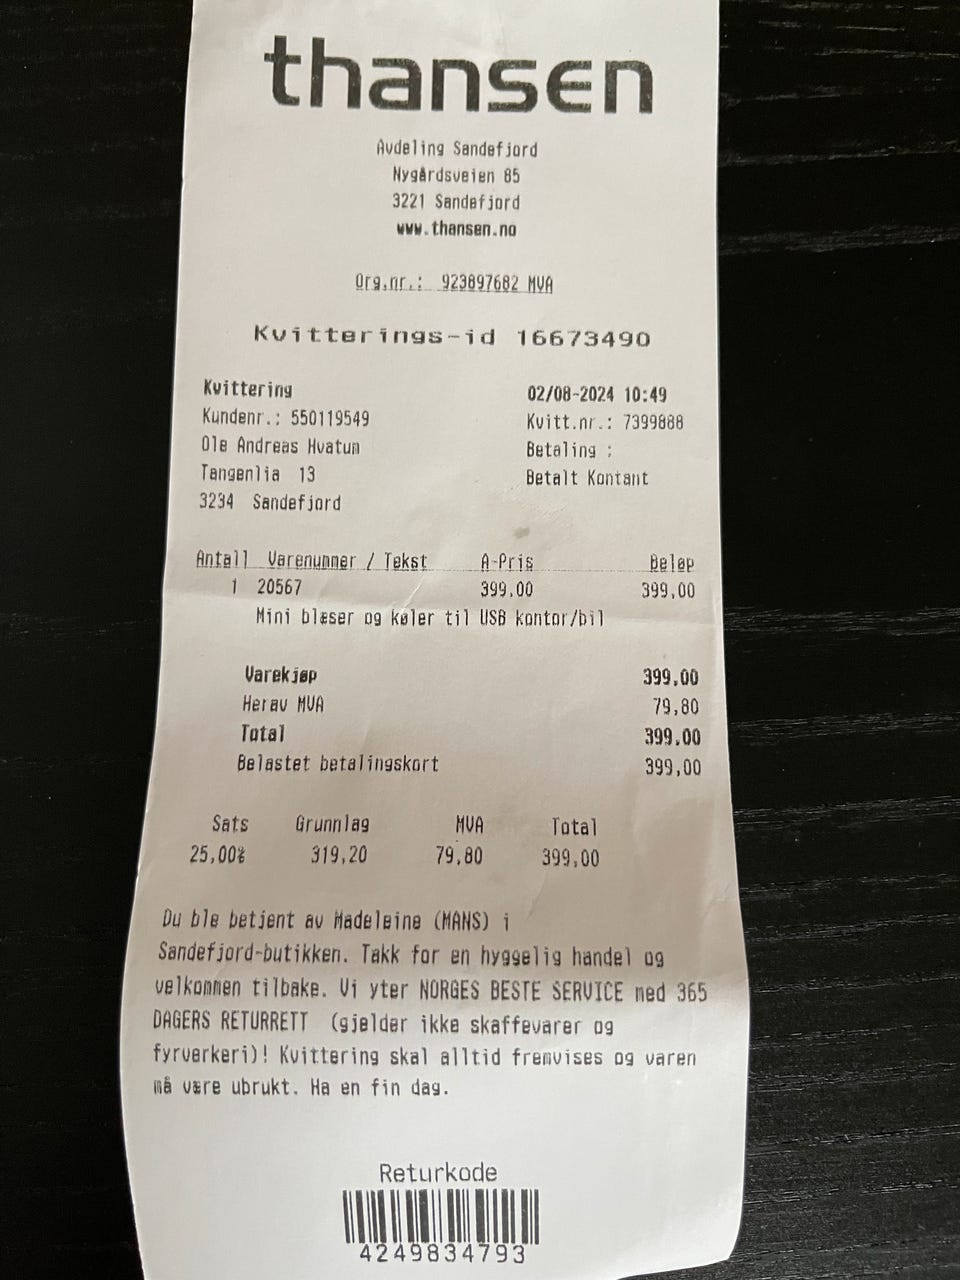 thansen
Avdeling Sandefjord
Nygårdsveien 85
3221 Sandefjord
www.thansen.no
Org.nr.: 923897682 MVA
Kvitterings-id 16673490
Kvittering 02/08-2024 10:49
Kundenr.: 550119549 Kvitt.nr.: 7399888
Ole Andreas Hvatum Betaling :
Tangenlia 13 Betalt Kontant
3234 Sandefjord
Antall Varenummer / Tekst A-Pris Beløp
1 20567 399,00 399,00
Mini blæser og køler til USB kontor/bil
Varekjøp 399,00
Herav MVA 79,80
Total 399,00
Belastet betalingskort 399,00
Sats Grunnlag MVA Total
25,00% 319,20 79,80 399,00
Du ble betjent av Madeleine (MANS) i
Sandefjord-butikken. Takk for en hyggelig handel og
velkommen tilbake. Vi yter NORGES BESTE SERVICE med 365
DAGERS RETURRETT (gjelder ikke skaffevarer og
fyrverkeri)! Kvittering skal alltid fremvises og varen
må være ubrukt. Ha en fin dag.
Returkode
4249834793